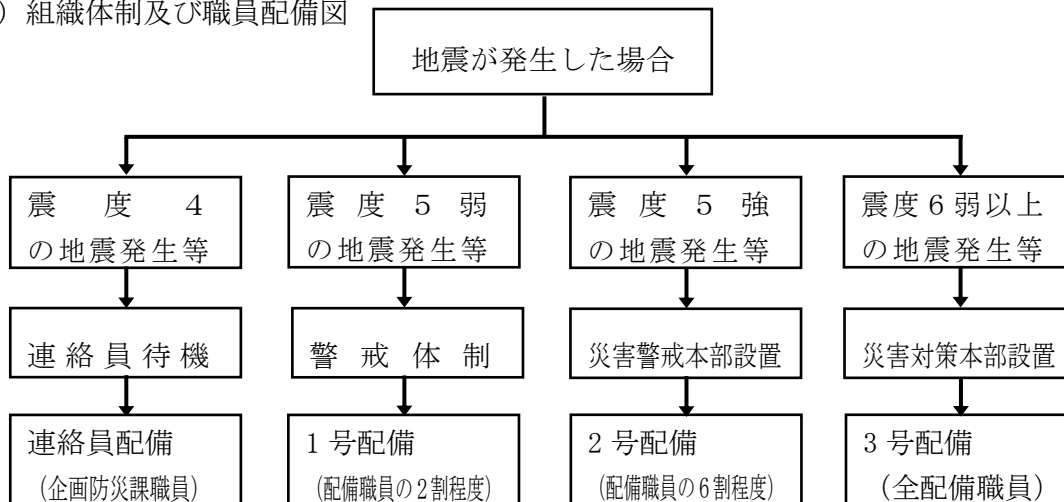 ）組織体制及び職員配備図
地震が発生した場合
震度４
の地震発生等
震度５弱
の地震発生等
震度５強
の地震発生等
震度６弱以上
の地震発生等
連絡員待機
警戒体制
災害警戒本部設置
災害対策本部設置
連絡員配備
（企画防災課職員）
１号配備
（配備職員の２割程度）
２号配備
（配備職員の６割程度）
３号配備
（全配備職員）